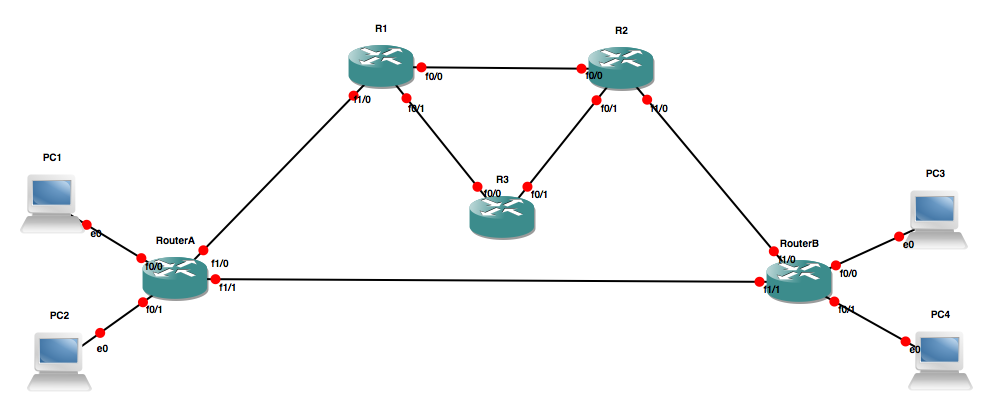 R1
R2
f0/0
f0/0
f1/0
f0/1
f0/1
f1/0
PC1
R3
PC3
f0/0
f0/1
e0
RouterA
RouterB
e0
f0/0
f1/0
f1/0
f0/0
f1/1
f1/1
PC2
f0/1
f0/1
PC4
e0
e0